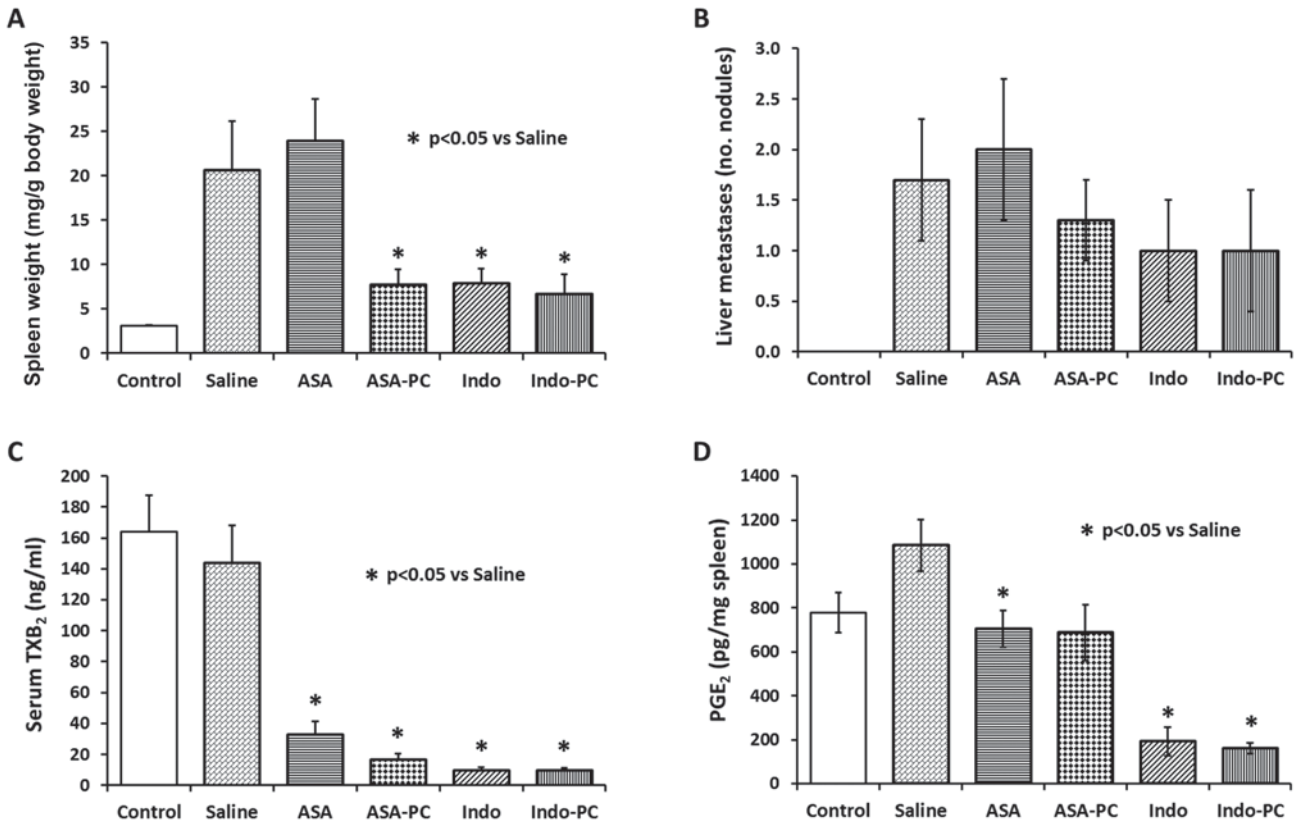 A
Spleen weight (mg/g body weight)
35
30
25
20
15
10
5
0
* p<0.05 vs Saline
*
*
*
Control Saline ASA ASA-PC Indo Indo-PC
B
Liver metastases (no. nodules)
3.0
2.5
2.0
1.5
1.0
0.5
0.0
Control Saline ASA ASA-PC Indo Indo-PC
C
Serum TXB₂ (ng/ml)
200
180
160
140
120
100
80
60
40
20
0
* p<0.05 vs Saline
*
*
*
*
Control Saline ASA ASA-PC Indo Indo-PC
D
PGE₂ (pg/mg spleen)
1400
1200
1000
800
600
400
200
0
* p<0.05 vs Saline
*
*
*
Control Saline ASA ASA-PC Indo Indo-PC